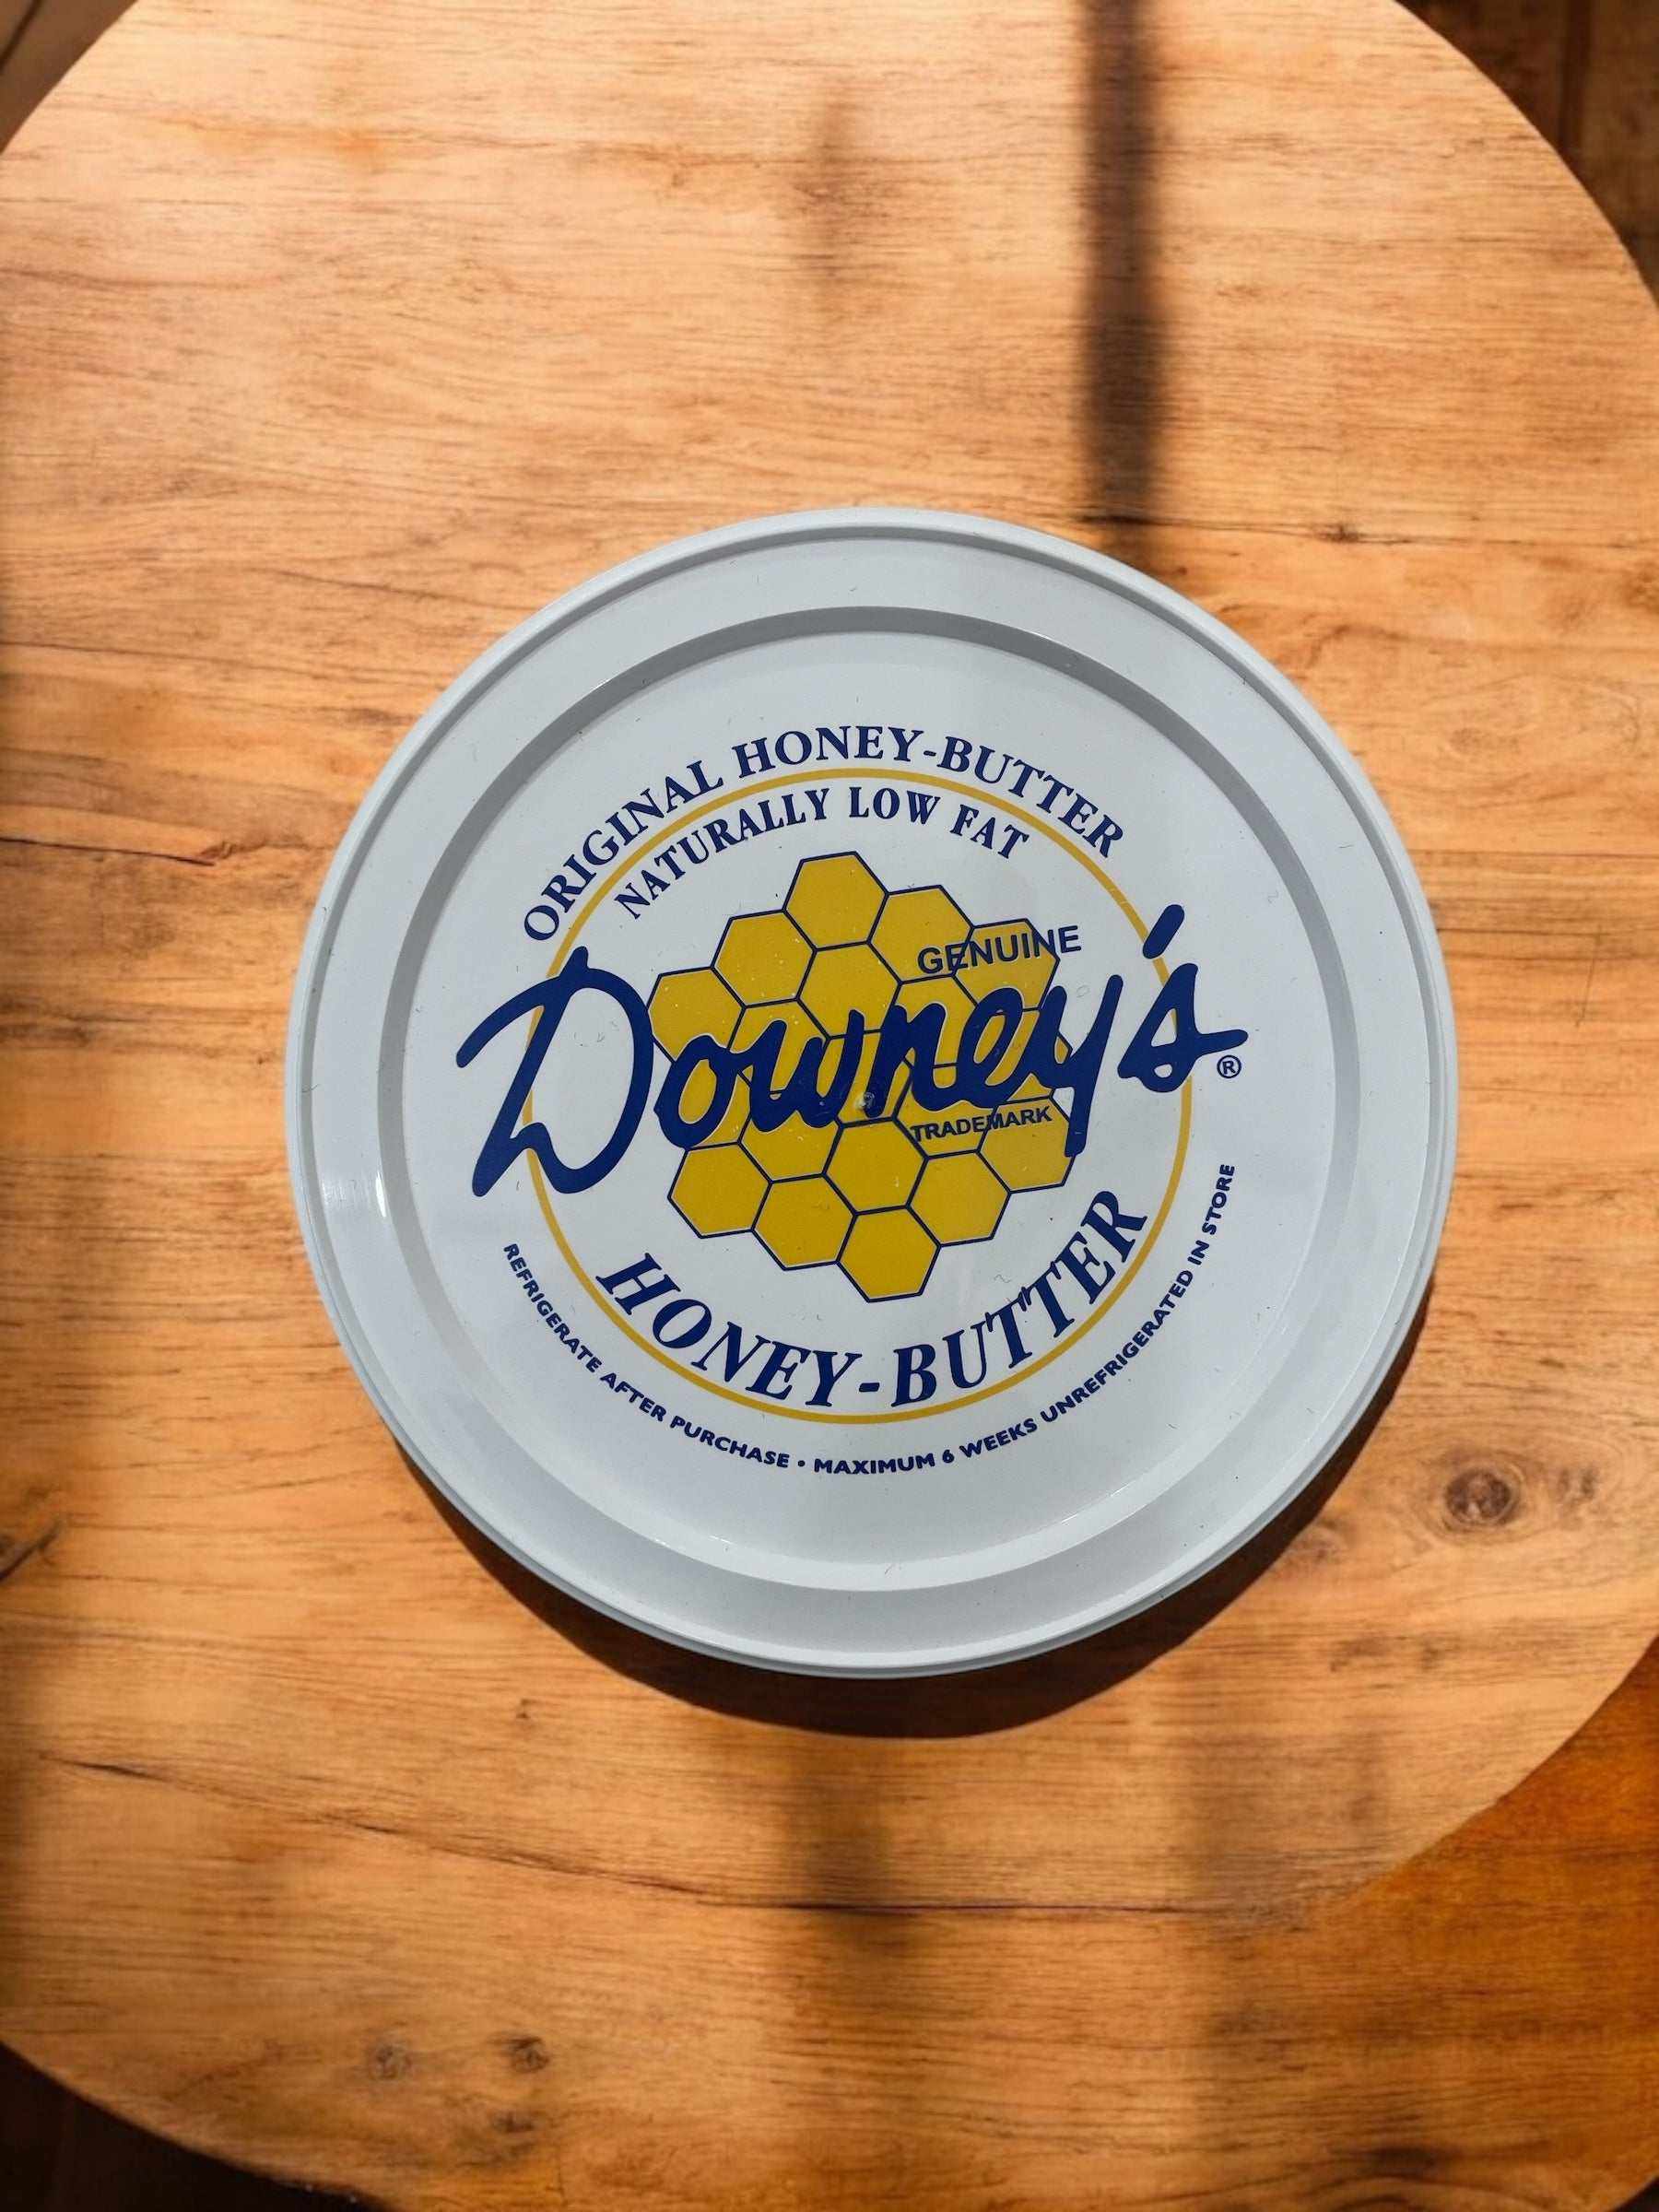 ORIGINAL HONEY-BUTTER
NATURALLY LOW FAT
GENUINE
Downey's®
TRADEMARK
HONEY-BUTTER
REFRIGERATE AFTER PURCHASE • MAXIMUM 6 WEEKS UNREFRIGERATED IN STORE